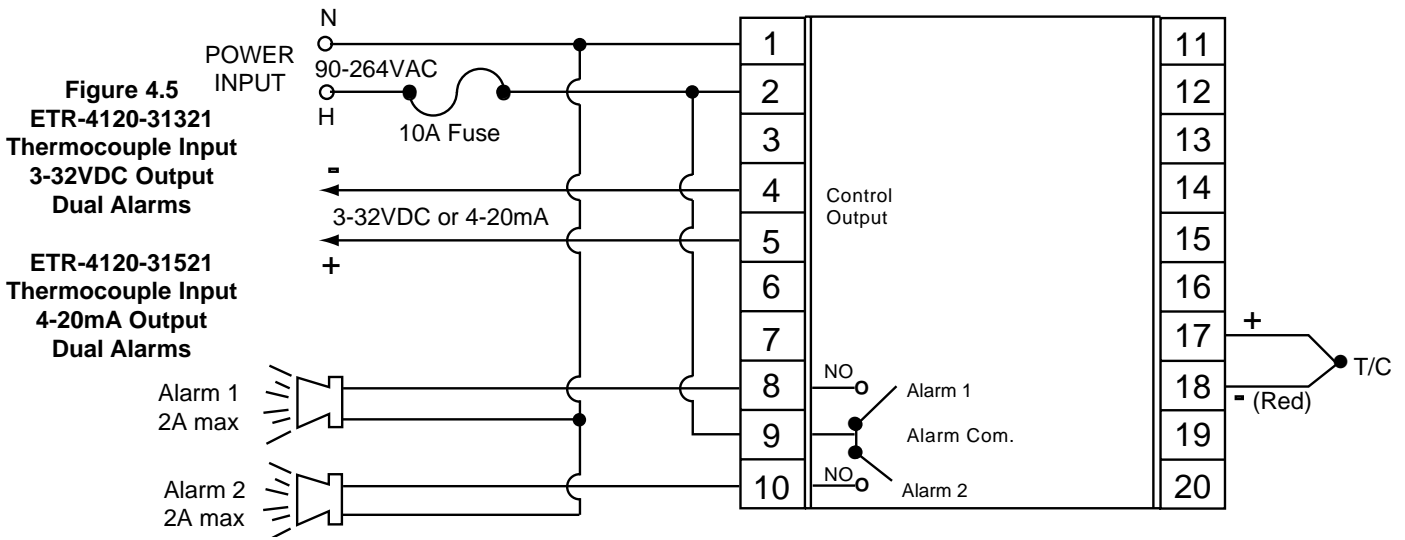 Figure 4.5
ETR-4120-31321
Thermocouple Input
3-32VDC Output
Dual Alarms
ETR-4120-31521
Thermocouple Input
4-20mA Output
Dual Alarms
POWER
INPUT
N
90-264VAC
H
10A Fuse
-
3-32VDC or 4-20mA
+
Alarm 1
2A max
Alarm 2
2A max
1
2
3
4
5
6
7
8
9
10
Control
Output
NO
Alarm 1
Alarm Com.
NO
Alarm 2
11
12
13
14
15
16
17
18
19
20
+
T/C
- (Red)